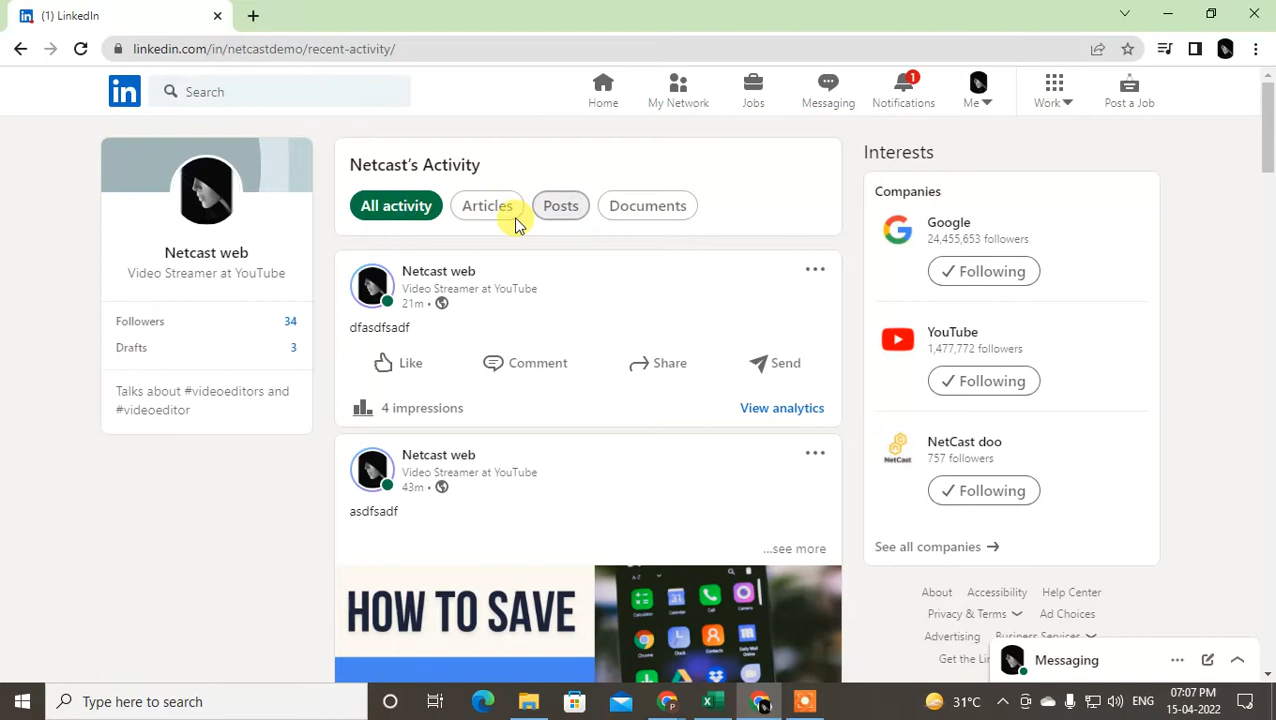 (1) LinkedIn
linkedin.com/in/netcastdemo/recent-activity/
in
Search
Home
My Network
Jobs
Messaging
1
Notifications
Me
Work
Post a Job
Netcast web
Video Streamer at YouTube
Followers 34
Drafts 3
Talks about #videoeditors and
#videoeditor
Netcast's Activity
All activity
Articles
Posts
Documents
Netcast web
Video Streamer at YouTube
21m •
dfasdfsadf
Like
Comment
Share
Send
4 impressions
View analytics
Netcast web
Video Streamer at YouTube
43m •
asdfsadf
...see more
HOW TO SAVE
Interests
Companies
Google
24,455,653 followers
Following
YouTube
1,477,772 followers
Following
NetCast
NetCast doo
757 followers
Following
See all companies
About Accessibility Help Center
Privacy & Terms Ad Choices
Advertising Business Services
Get the
Messaging
Type here to search
31°C
ENG
07:07 PM
15-04-2022